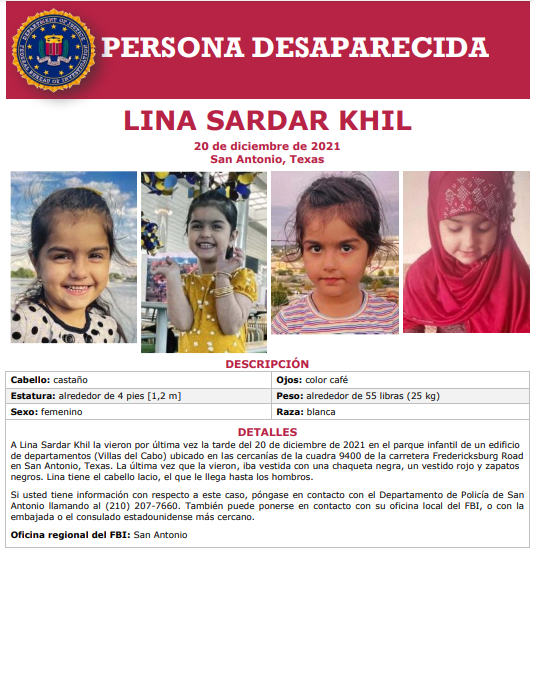 PERSONA DESAPARECIDA
LINA SARDAR KHIL
20 de diciembre de 2021
San Antonio, Texas
DESCRIPCIÓN
Cabello: castaño Ojos: color café
Estatura: alrededor de 4 pies [1,2 m] Peso: alrededor de 55 libras (25 kg)
Sexo: femenino Raza: blanca
DETALLES
A Lina Sardar Khil la vieron por última vez la tarde del 20 de diciembre de 2021 en el parque infantil de un edificio
de departamentos (Villas del Cabo) ubicado en las cercanías de la cuadra 9400 de la carretera Fredericksburg Road
en San Antonio, Texas. La última vez que la vieron, iba vestida con una chaqueta negra, un vestido rojo y zapatos
negros. Lina tiene el cabello lacio, el que le llega hasta los hombros.
Si usted tiene información con respecto a este caso, póngase en contacto con el Departamento de Policía de San
Antonio llamando al (210) 207-7660. También puede ponerse en contacto con su oficina local del FBI, o con la
embajada o el consulado estadounidense más cercano.
Oficina regional del FBI: San Antonio